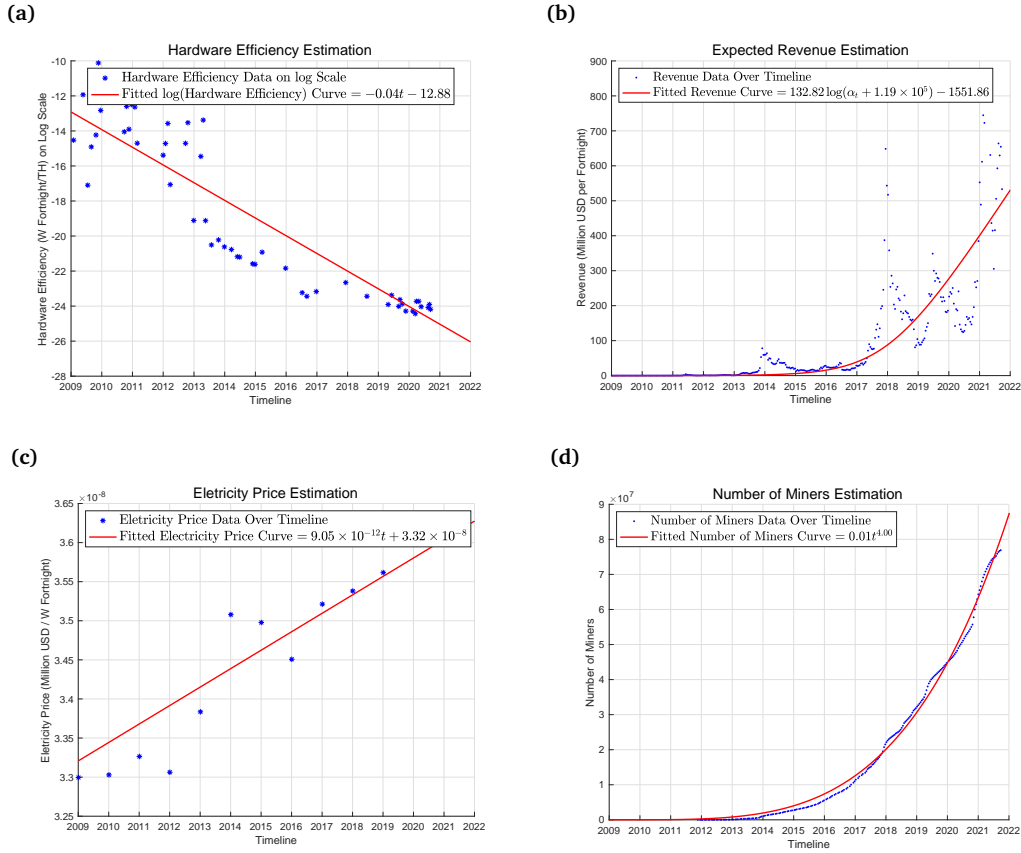 (a)
Hardware Efficiency Estimation
Hardware Efficiency Data on log Scale
Fitted log(Hardware Efficiency) Curve = −0.04t − 12.88
Hardware Efficiency (W Fortnight/TH) on Log Scale
-10
-12
-14
-16
-18
-20
-22
-24
-26
-28
2009 2010 2011 2012 2013 2014 2015 2016 2017 2018 2019 2020 2021 2022
Timeline
(b)
Expected Revenue Estimation
Revenue Data Over Timeline
Fitted Revenue Curve = 132.82 log(αₜ + 1.19 × 10⁵) − 1551.86
Revenue (Million USD per Fortnight)
900
800
700
600
500
400
300
200
100
0
2009 2010 2011 2012 2013 2014 2015 2016 2017 2018 2019 2020 2021 2022
Timeline
(c)
Eletricity Price Estimation
×10⁻⁸
Eletricity Price Data Over Timeline
Fitted Electricity Price Curve = 9.05 × 10⁻¹²t + 3.32 × 10⁻⁸
Eletricity Price (Million USD / W Fortnight)
3.65
3.6
3.55
3.5
3.45
3.4
3.35
3.3
3.25
2009 2010 2011 2012 2013 2014 2015 2016 2017 2018 2019 2020 2021 2022
Timeline
(d)
Number of Miners Estimation
×10⁷
Number of Miners Data Over Timeline
Fitted Number of Miners Curve = 0.01t⁴·⁰⁰
Number of Miners
9
8
7
6
5
4
3
2
1
0
2009 2010 2011 2012 2013 2014 2015 2016 2017 2018 2019 2020 2021 2022
Timeline